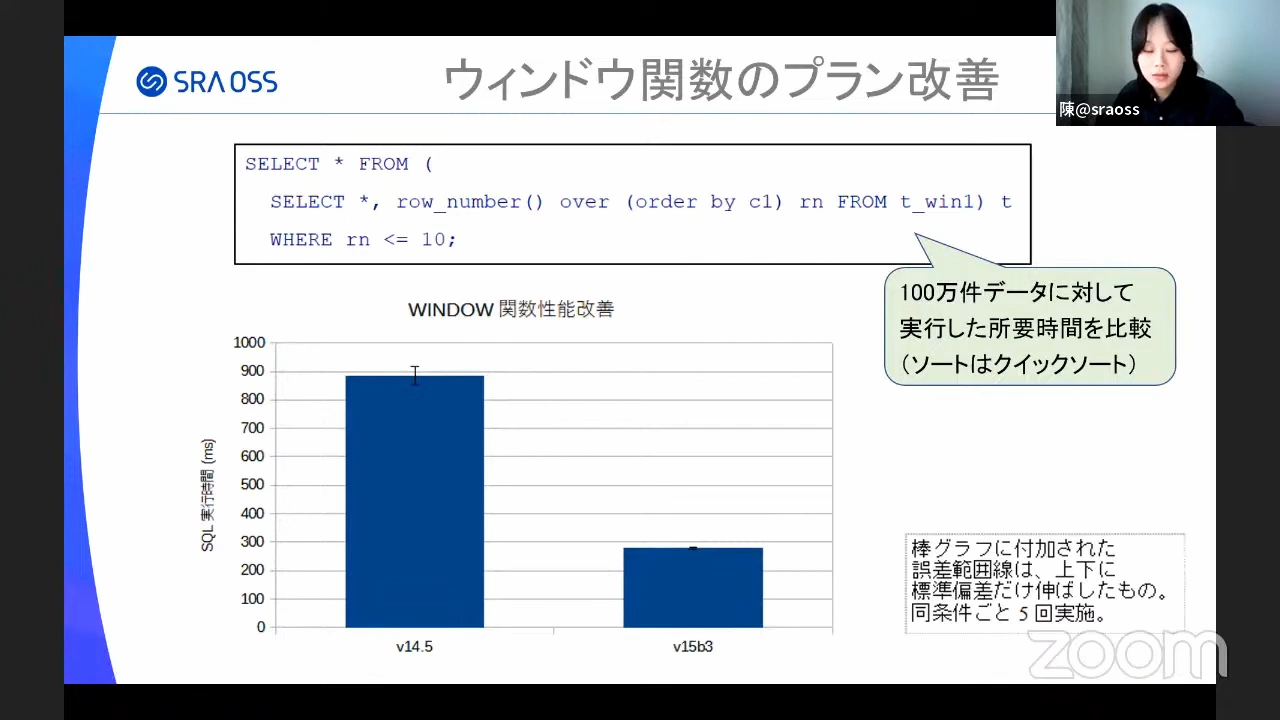 SRA OSS
ウィンドウ関数のプラン改善
陳@sraoss
SELECT * FROM (
SELECT *, row_number() over (order by c1) rn FROM t_win1) t
WHERE rn <= 10;
100万件データに対して
実行した所要時間を比較
（ソートはクイックソート）
WINDOW 関数性能改善
SQL 実行時間 (ms)
1000
900
800
700
600
500
400
300
200
100
0
v14.5
v15b3
棒グラフに付加された
誤差範囲線は、上下に
標準偏差だけ伸ばしたもの。
同条件ごと 5 回実施。
zoom